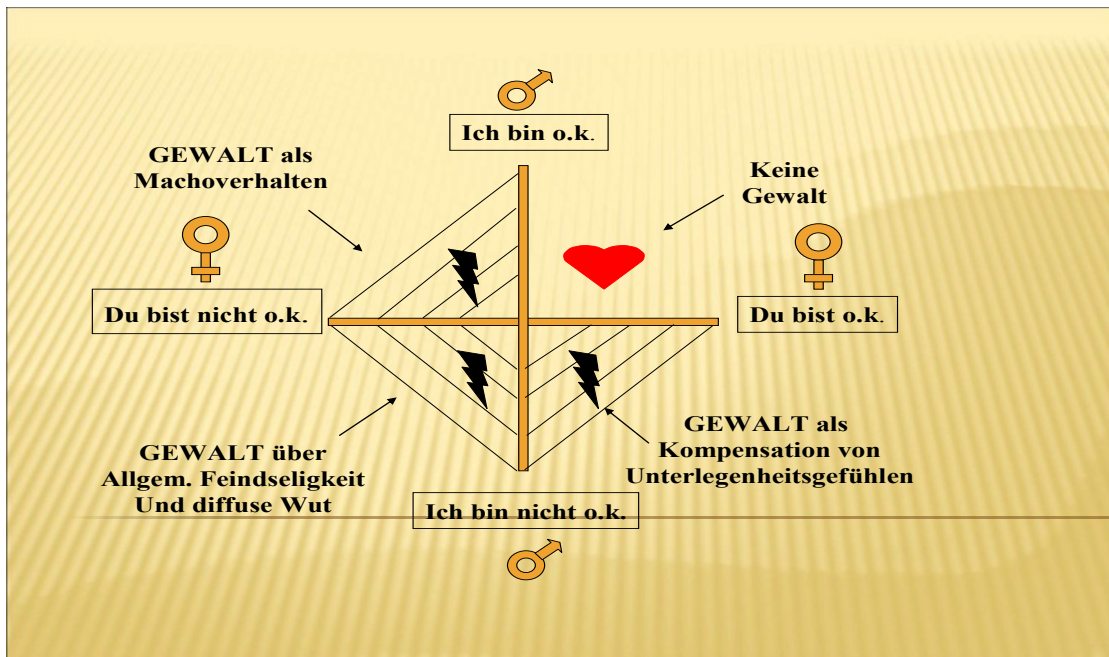 Ich bin o.k.
GEWALT als
Machoverhalten
Keine
Gewalt
Du bist nicht o.k.
Du bist o.k.
GEWALT über
Allgem. Feindseligkeit
Und diffuse Wut
GEWALT als
Kompensation von
Unterlegenheitsgefühlen
Ich bin nicht o.k.